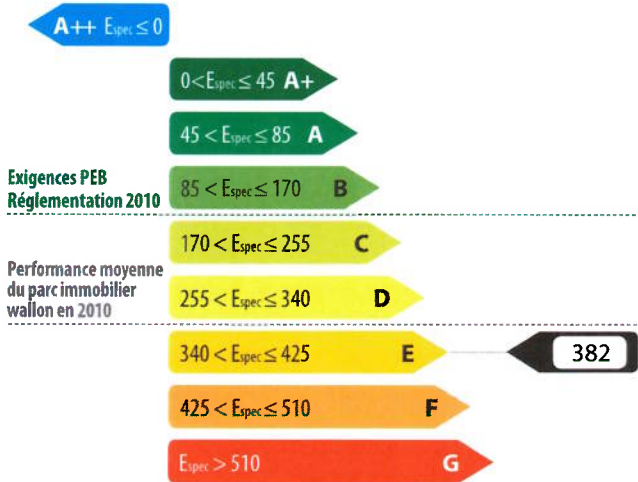 A++ Espec ≤ 0
0 < Espec ≤ 45 A+
45 < Espec ≤ 85 A
Exigences PEB
Réglementation 2010
85 < Espec ≤ 170 B
170 < Espec ≤ 255 C
Performance moyenne
du parc immobilier
wallon en 2010
255 < Espec ≤ 340 D
340 < Espec ≤ 425 E
382
425 < Espec ≤ 510 F
Espec > 510 G